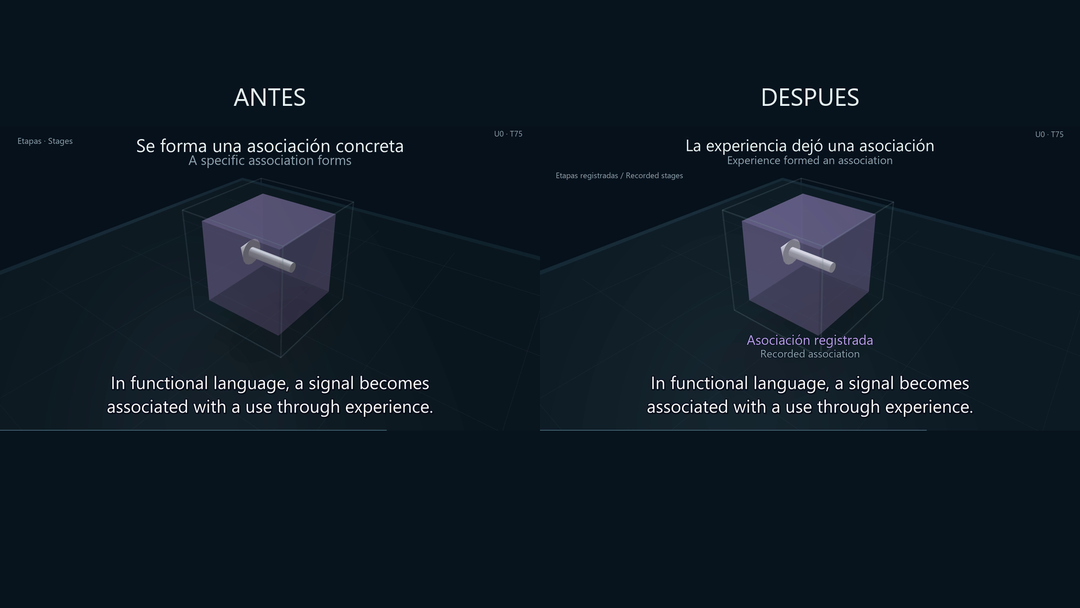 ANTES
Etapas · Stages
U0 · T75
Se forma una asociación concreta
A specific association forms
In functional language, a signal becomes
associated with a use through experience.
DESPUES
U0 · T75
La experiencia dejó una asociación
Experience formed an association
Etapas registradas / Recorded stages
Asociación registrada
Recorded association
In functional language, a signal becomes
associated with a use through experience.